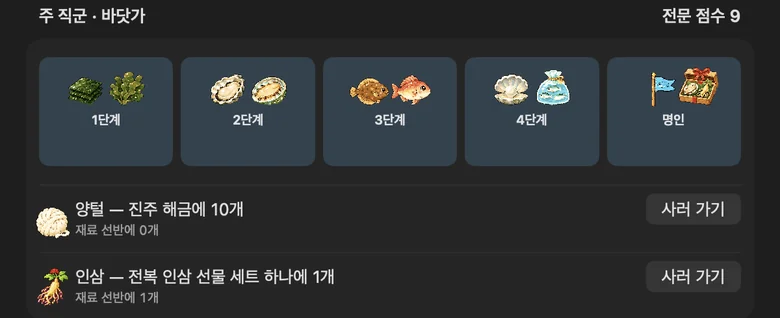 주 직군 · 바닷가
전문 점수 9
1단계
2단계
3단계
4단계
명인
양털 — 진주 해금에 10개
사러 가기
재료 선반에 0개
인삼 — 전복 인삼 선물 세트 하나에 1개
사러 가기
재료 선반에 1개